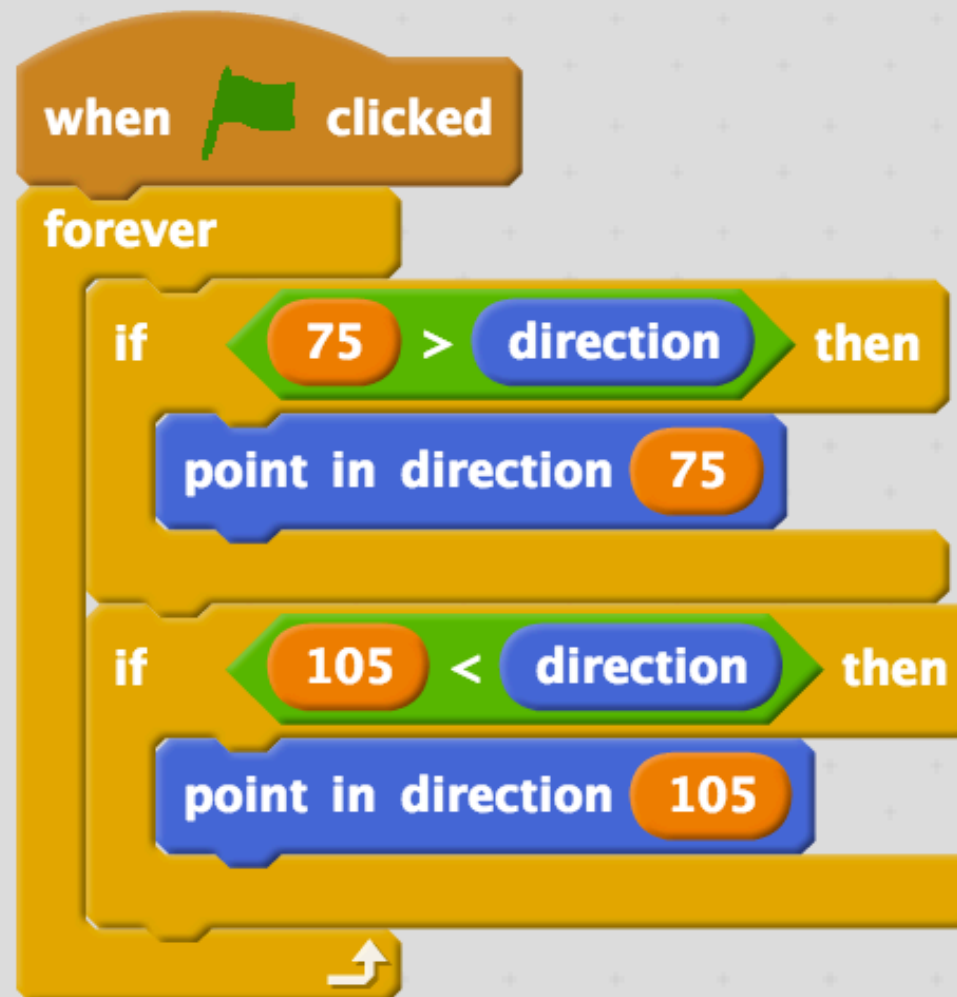 when clicked
forever
if 75 > direction then
point in direction 75
if 105 < direction then
point in direction 105